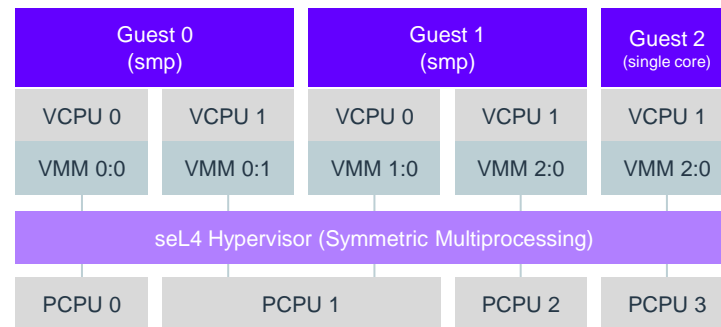 Guest 0
(smp)
Guest 1
(smp)
Guest 2
(single core)
VCPU 0
VCPU 1
VCPU 0
VCPU 1
VCPU 1
VMM 0:0
VMM 0:1
VMM 1:0
VMM 2:0
VMM 2:0
seL4 Hypervisor (Symmetric Multiprocessing)
PCPU 0
PCPU 1
PCPU 2
PCPU 3